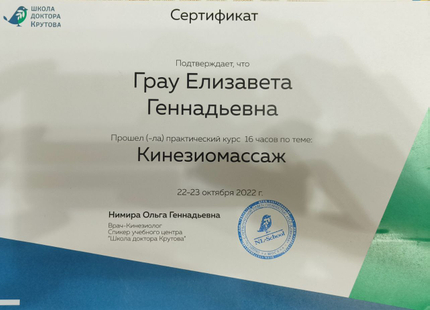 ШКОЛА
ДОКТОРА
КРУТОВА
Сертификат
Подтверждает, что
Грау Елизавета
Геннадьевна
Прошел (-ла) практический курс 16 часов по теме:
Кинезиомассаж
22-23 октября 2022 г.
Нимира Ольга Геннадьевна
Врач-Кинезиолог
Спикер учебного центра
"Школа доктора Крутова"